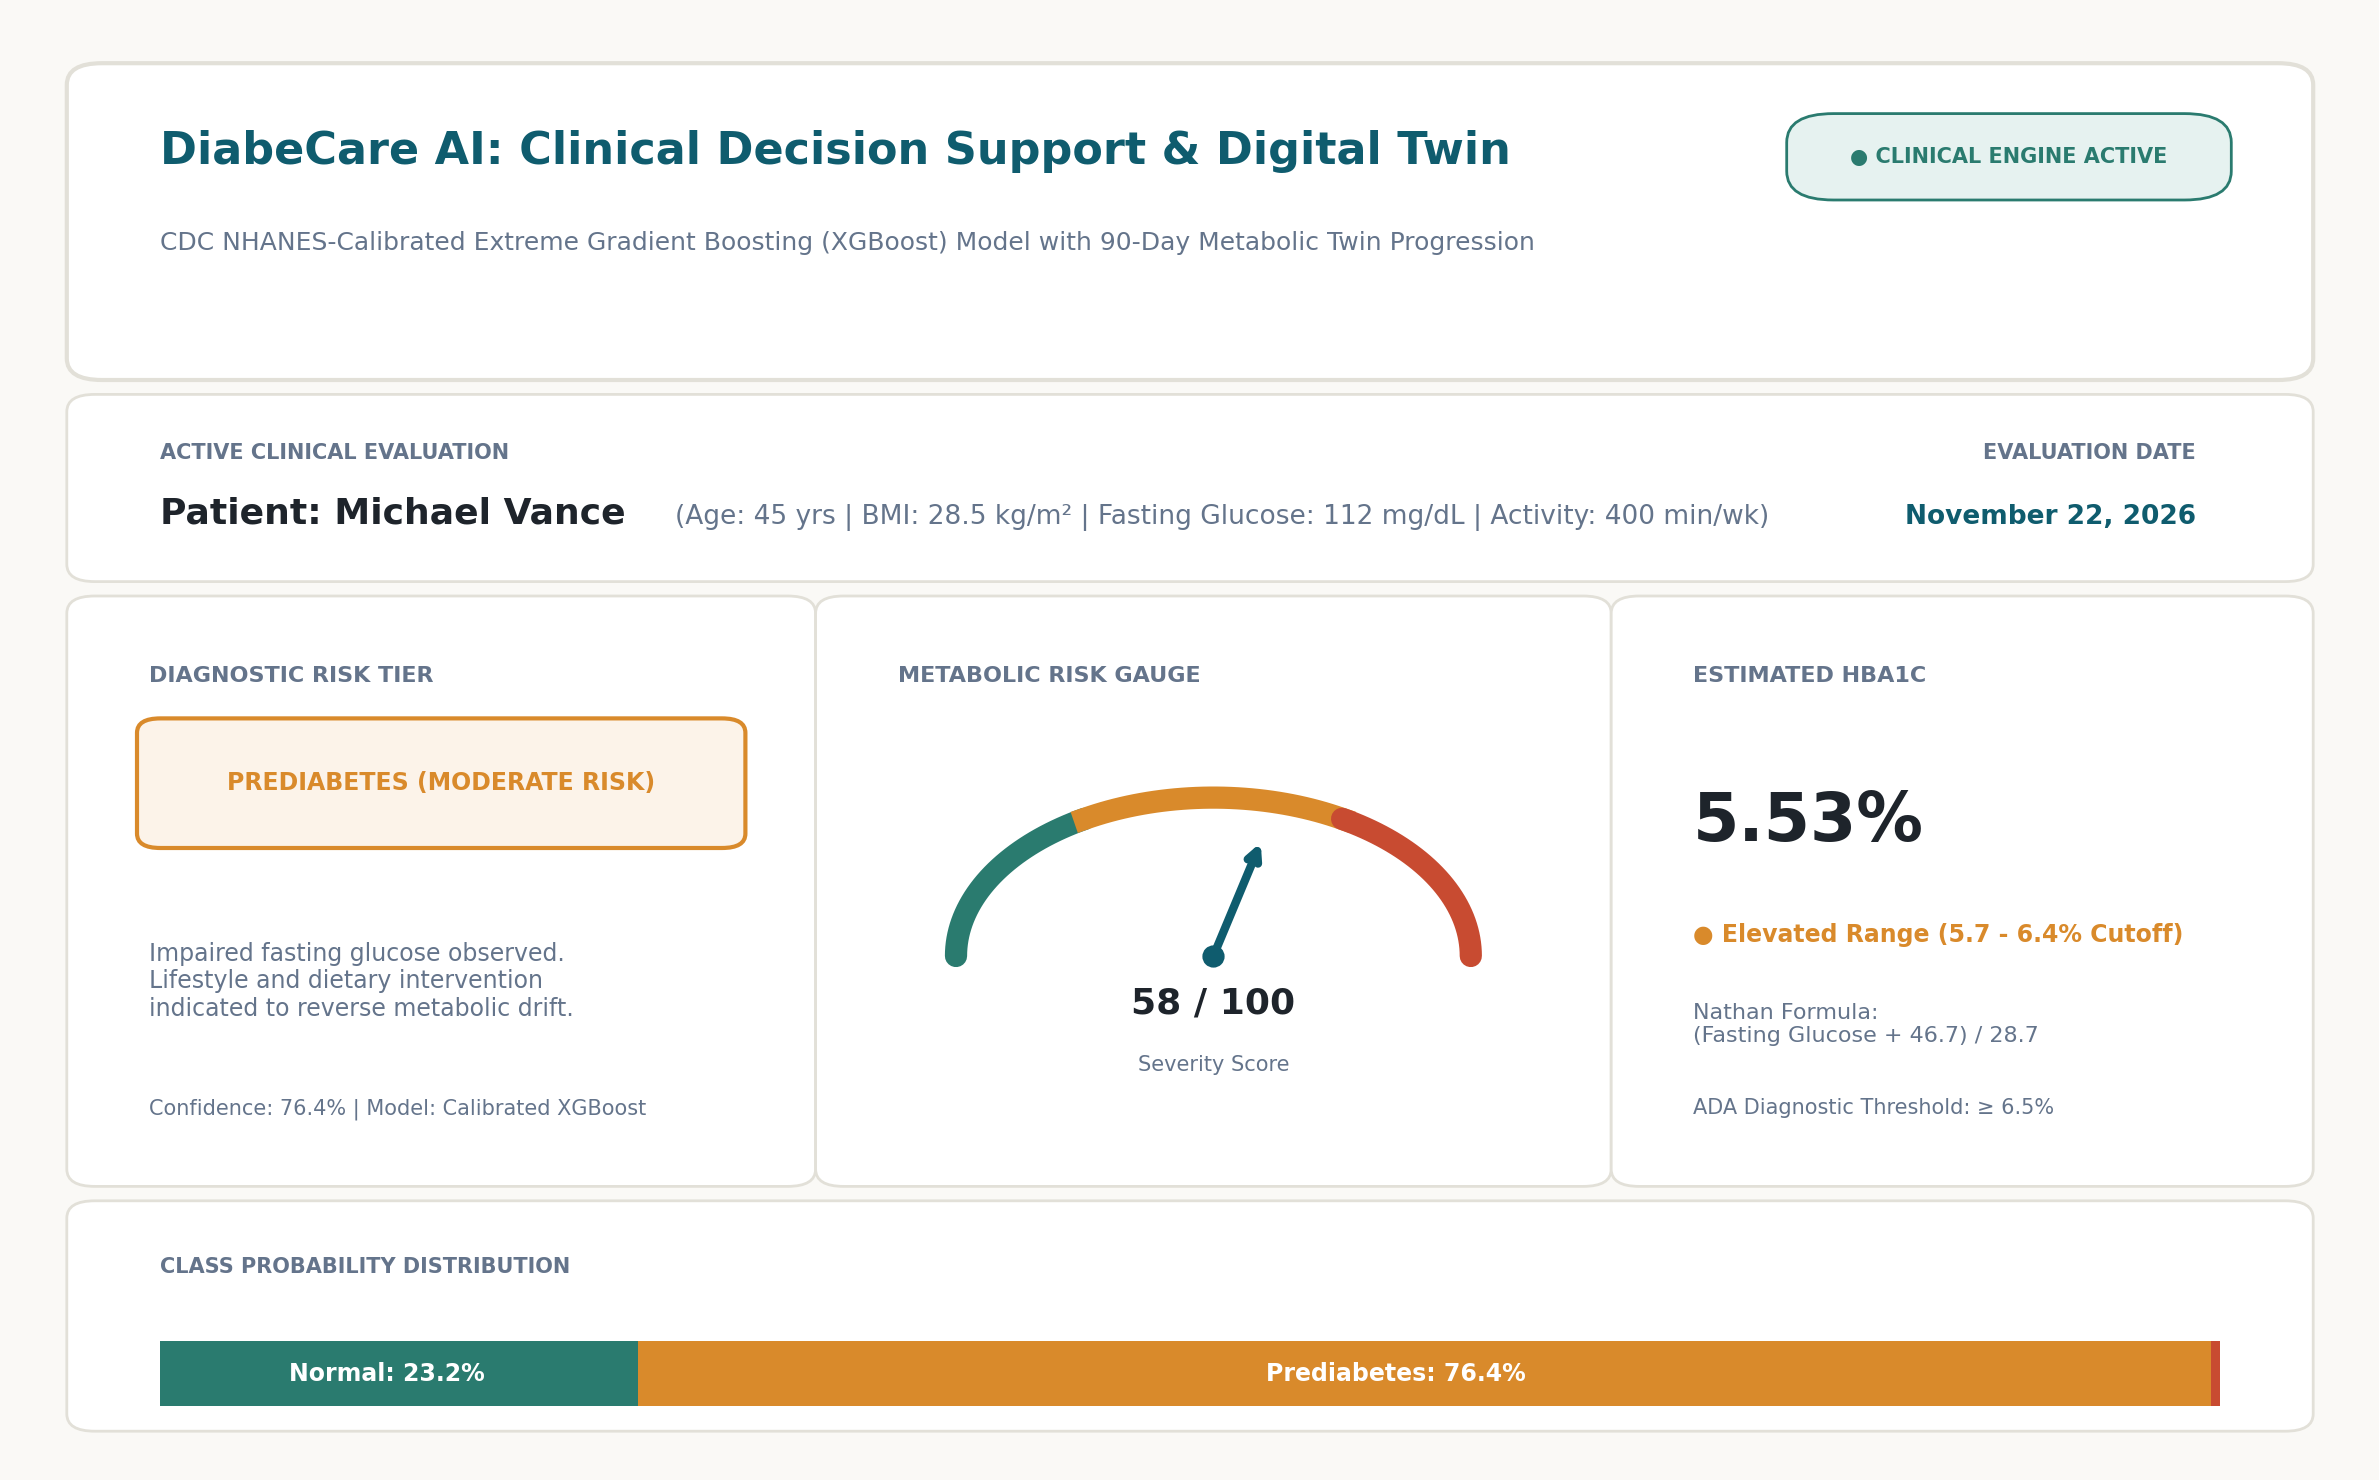 DiabeCare AI: Clinical Decision Support & Digital Twin
● CLINICAL ENGINE ACTIVE
CDC NHANES-Calibrated Extreme Gradient Boosting (XGBoost) Model with 90-Day Metabolic Twin Progression
ACTIVE CLINICAL EVALUATION
EVALUATION DATE
Patient: Michael Vance (Age: 45 yrs | BMI: 28.5 kg/m² | Fasting Glucose: 112 mg/dL | Activity: 400 min/wk)
November 22, 2026
DIAGNOSTIC RISK TIER
PREDIABETES (MODERATE RISK)
Impaired fasting glucose observed.
Lifestyle and dietary intervention
indicated to reverse metabolic drift.
Confidence: 76.4% | Model: Calibrated XGBoost
METABOLIC RISK GAUGE
58 / 100
Severity Score
ESTIMATED HBA1C
5.53%
● Elevated Range (5.7 - 6.4% Cutoff)
Nathan Formula:
(Fasting Glucose + 46.7) / 28.7
ADA Diagnostic Threshold: ≥ 6.5%
CLASS PROBABILITY DISTRIBUTION
Normal: 23.2%
Prediabetes: 76.4%